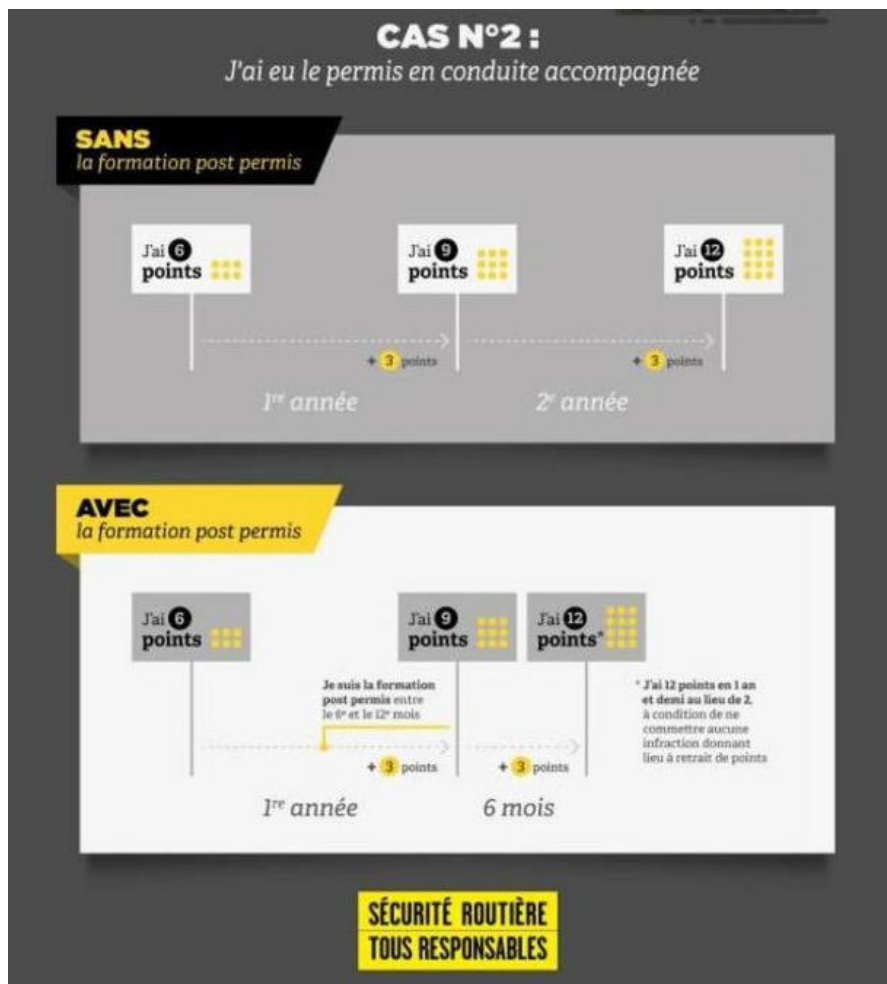 CAS N°2 :
J'ai eu le permis en conduite accompagnée
SANS
la formation post permis
J'ai 6
points
J'ai 9
points
J'ai 12
points
+ 3 points
+ 3 points
1re année
2e année
AVEC
la formation post permis
J'ai 6
points
J'ai 9
points
J'ai 12
points*
Je suis la formation
post permis entre
le 6e et le 12e mois
* J'ai 12 points en 1 an
et demi au lieu de 2,
à condition de ne
commettre aucune
infraction donnant
lieu à retrait de points
+ 3 points
+ 3 points
1re année
6 mois
SÉCURITÉ ROUTIÈRE
TOUS RESPONSABLES